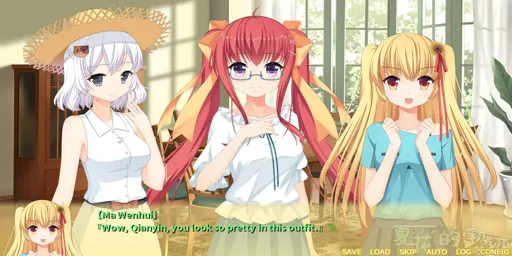 【Ma Wenhui】
『Wow, Qianyin, you look so pretty in this outfit.』
SAVE LOAD SKIP AUTO LOG CONFIG